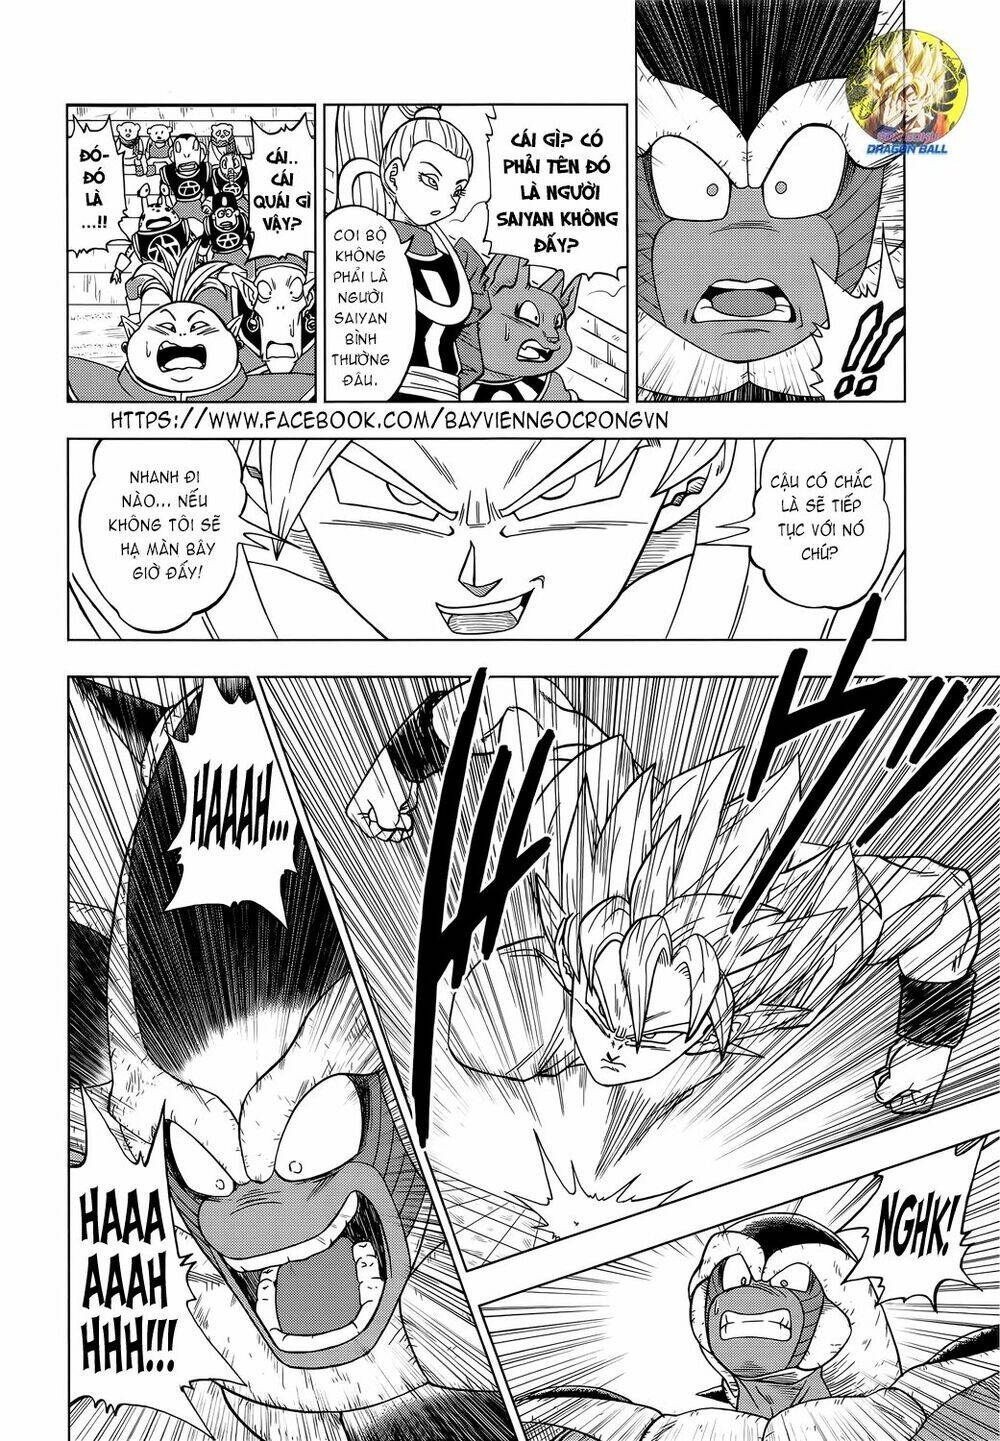 DRAGON BALL
!!
CÁI GÌ? CÓ
PHẢI TÊN ĐÓ
LÀ NGƯỜI
SAIYAN KHÔNG
ĐẤY?
COI BỘ
KHÔNG
PHẢI LÀ
NGƯỜI
SAIYAN
BÌNH
THƯỜNG
ĐÂU.
CÁI..
CÁI
QUÁI GÌ
VẬY?
ĐÓ-
ĐÓ
LÀ
...!!
HTTPS://WWW.FACEBOOK.COM/BAYVIENNGOCRONGVN
NHANH ĐI
NÀO... NẾU
KHÔNG TÔI SẼ
HẠ MÀN BÂY
GIỜ ĐẤY!
CẬU CÓ CHẮC
LÀ SẼ TIẾP
TỤC VỚI NÓ
CHỨ?
HAAAH...
HAAA
AAAH
HHH!!!
NGHK!